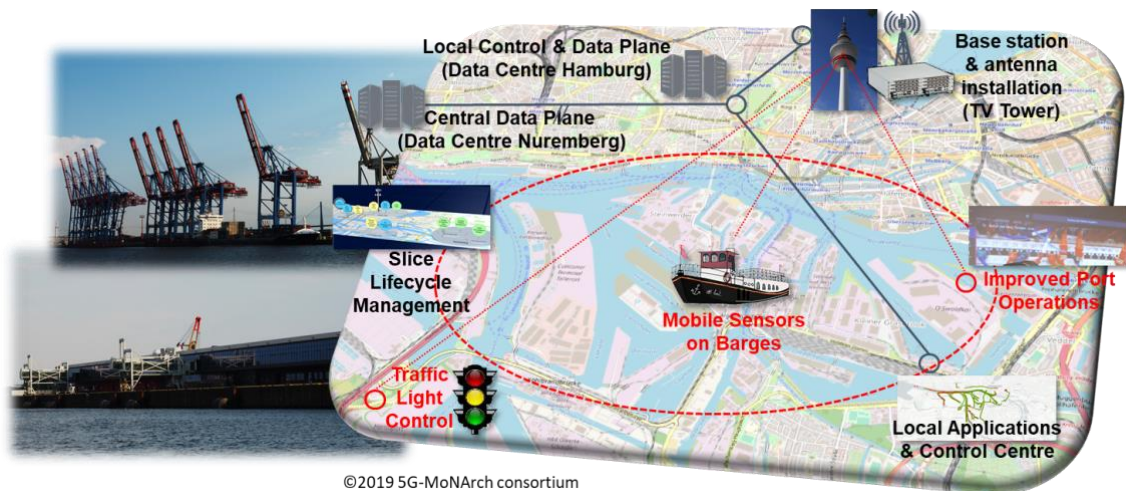 Local Control & Data Plane
(Data Centre Hamburg)
Central Data Plane
(Data Centre Nuremberg)
Base station
& antenna
installation
(TV Tower)
Slice
Lifecycle
Management
Mobile Sensors
on Barges
Improved Port
Operations
Traffic
Light
Control
Local Applications
& Control Centre
©2019 5G-MoNArch consortium